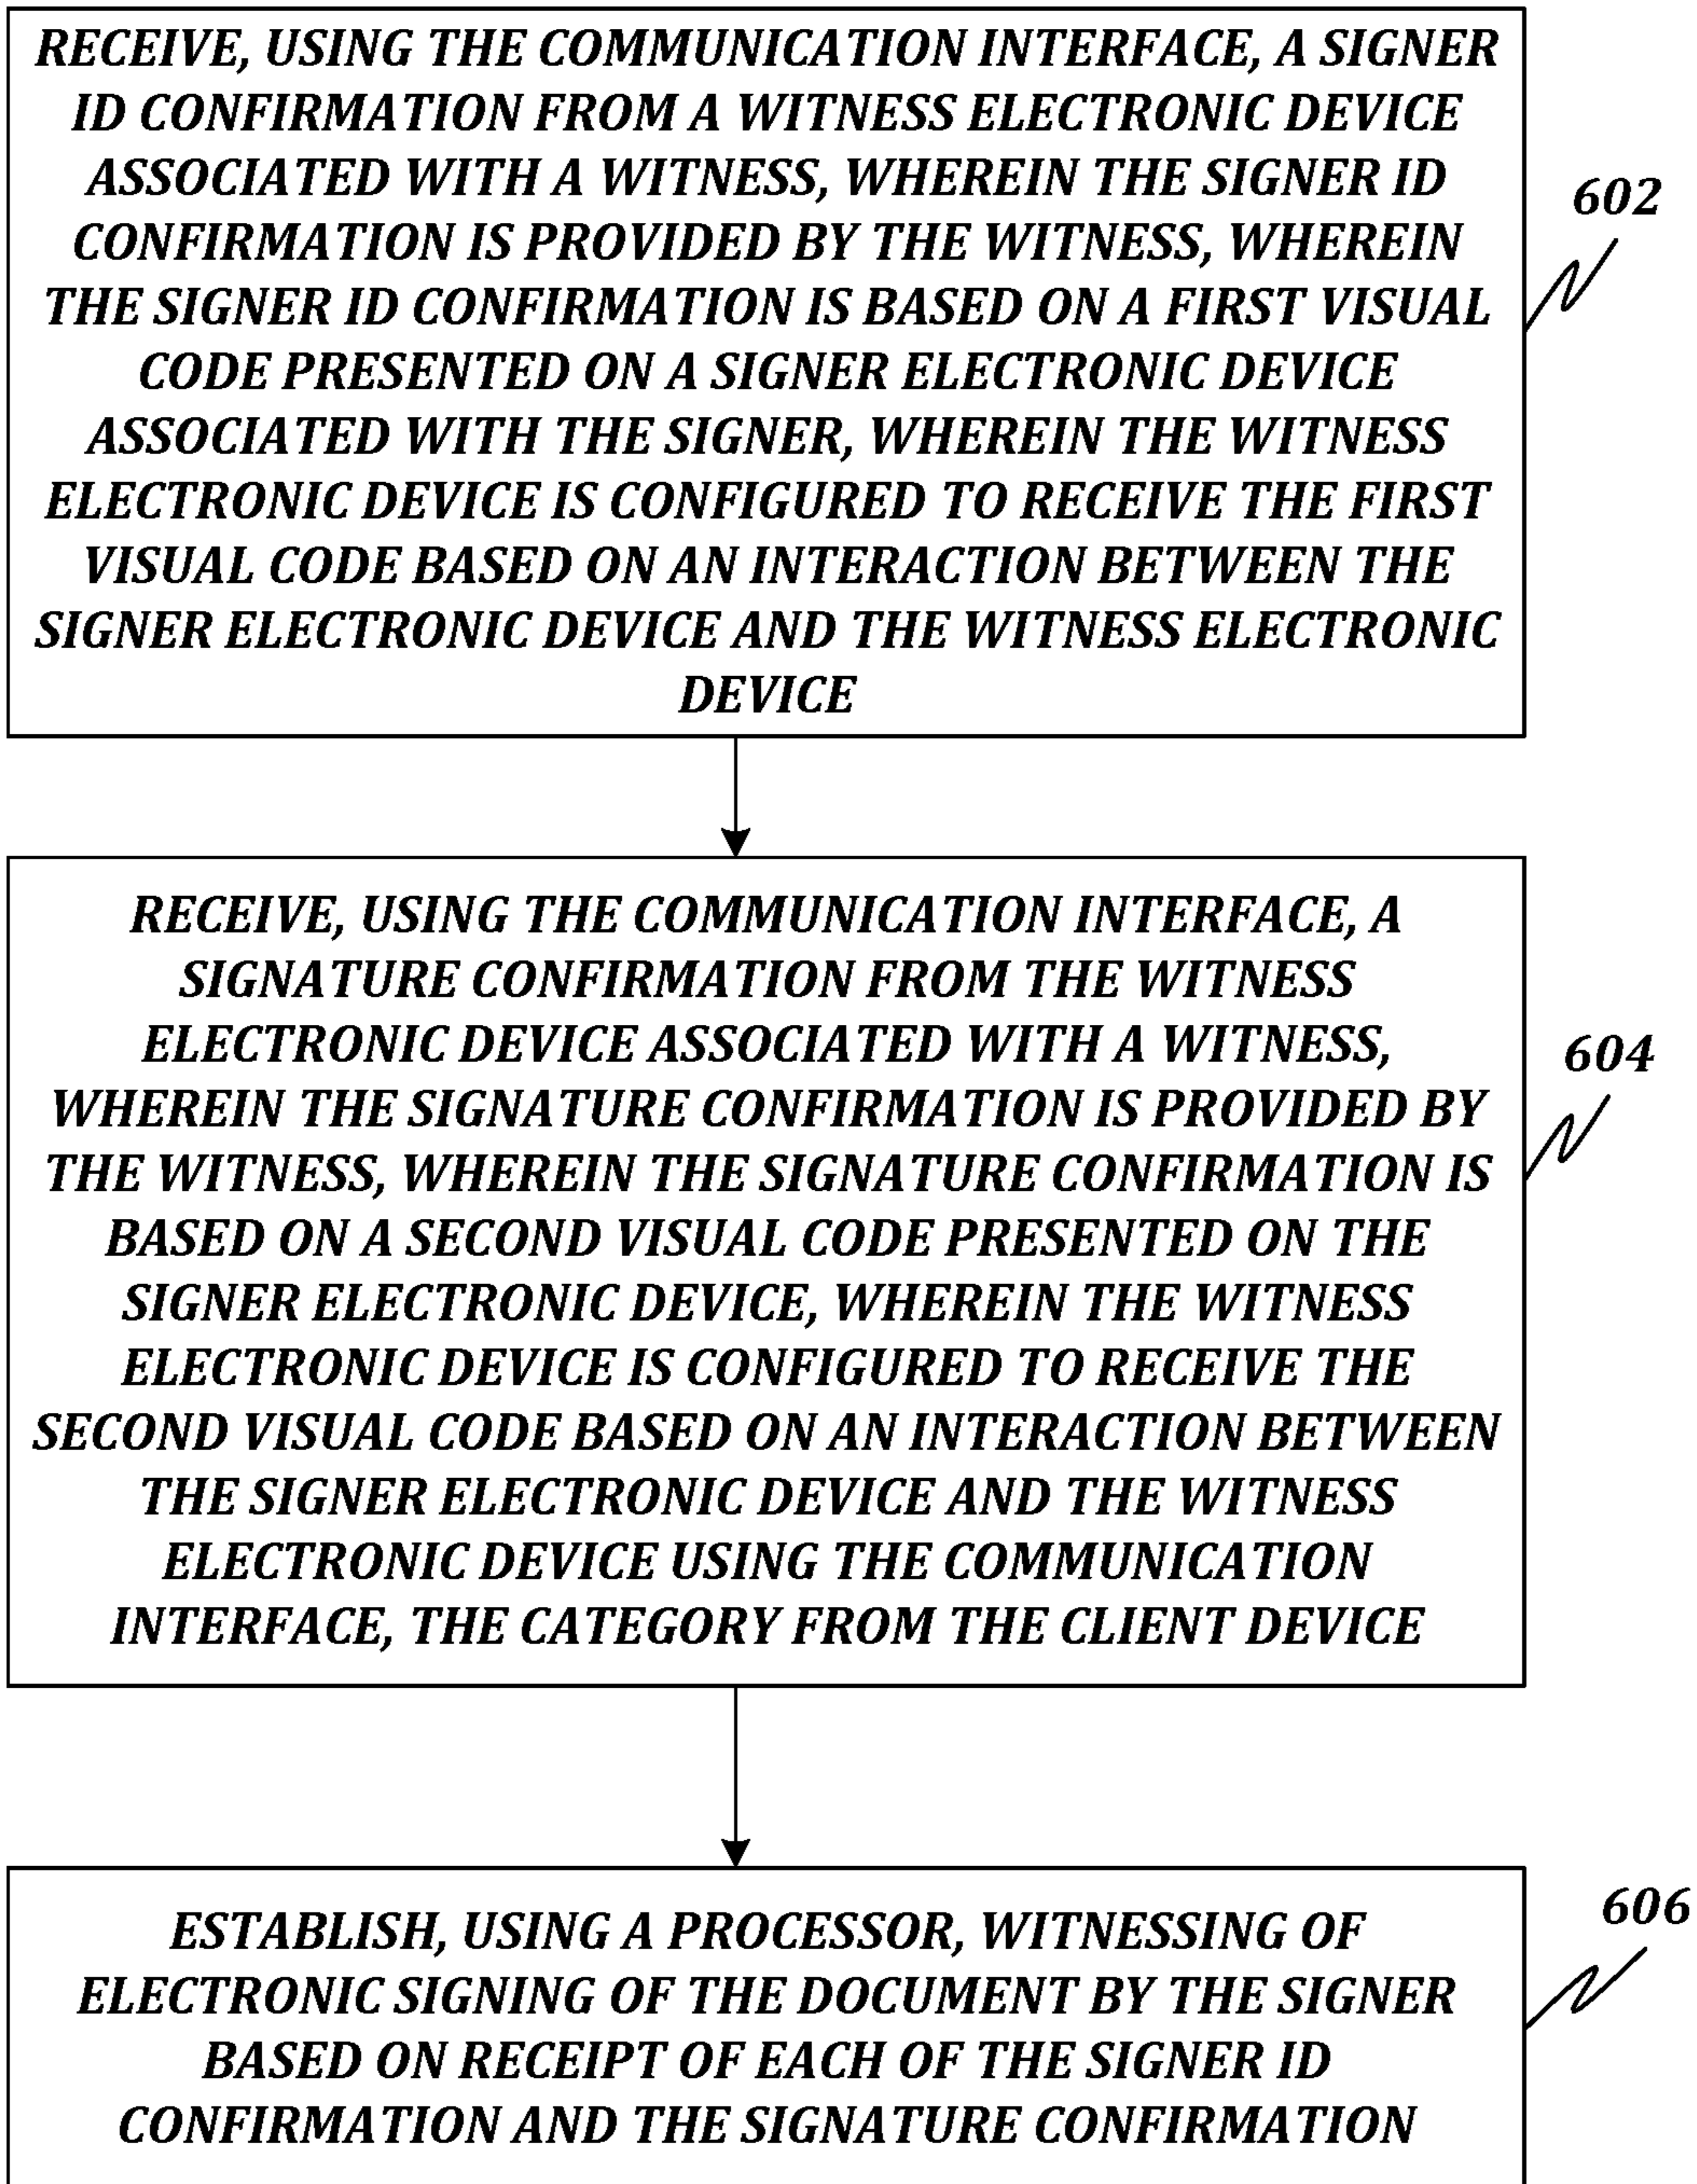 RECEIVE, USING THE COMMUNICATION INTERFACE, A SIGNER
ID CONFIRMATION FROM A WITNESS ELECTRONIC DEVICE
ASSOCIATED WITH A WITNESS, WHEREIN THE SIGNER ID
CONFIRMATION IS PROVIDED BY THE WITNESS, WHEREIN
THE SIGNER ID CONFIRMATION IS BASED ON A FIRST VISUAL
CODE PRESENTED ON A SIGNER ELECTRONIC DEVICE
ASSOCIATED WITH THE SIGNER, WHEREIN THE WITNESS
ELECTRONIC DEVICE IS CONFIGURED TO RECEIVE THE FIRST
VISUAL CODE BASED ON AN INTERACTION BETWEEN THE
SIGNER ELECTRONIC DEVICE AND THE WITNESS ELECTRONIC
DEVICE
602
RECEIVE, USING THE COMMUNICATION INTERFACE, A
SIGNATURE CONFIRMATION FROM THE WITNESS
ELECTRONIC DEVICE ASSOCIATED WITH A WITNESS,
WHEREIN THE SIGNATURE CONFIRMATION IS PROVIDED BY
THE WITNESS, WHEREIN THE SIGNATURE CONFIRMATION IS
BASED ON A SECOND VISUAL CODE PRESENTED ON THE
SIGNER ELECTRONIC DEVICE, WHEREIN THE WITNESS
ELECTRONIC DEVICE IS CONFIGURED TO RECEIVE THE
SECOND VISUAL CODE BASED ON AN INTERACTION BETWEEN
THE SIGNER ELECTRONIC DEVICE AND THE WITNESS
ELECTRONIC DEVICE USING THE COMMUNICATION
INTERFACE, THE CATEGORY FROM THE CLIENT DEVICE
604
ESTABLISH, USING A PROCESSOR, WITNESSING OF
ELECTRONIC SIGNING OF THE DOCUMENT BY THE SIGNER
BASED ON RECEIPT OF EACH OF THE SIGNER ID
CONFIRMATION AND THE SIGNATURE CONFIRMATION
606